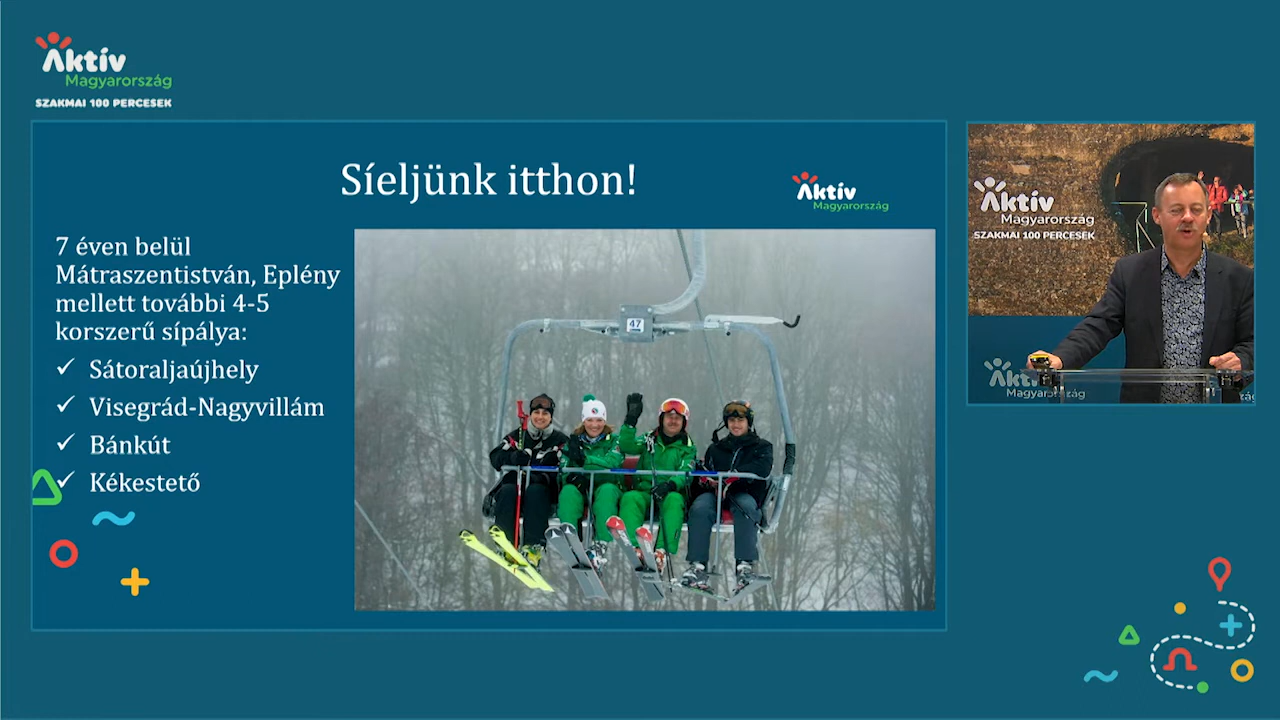 Aktív
Magyarország
SZAKMAI 100 PERCESEK
Síeljünk itthon!
Aktív
Magyarország
7 éven belül
Mátraszentistván, Eplény
mellett további 4-5
korszerű sípálya:
✓ Sátoraljaújhely
✓ Visegrád-Nagyvillám
✓ Bánkút
✓ Kékestető
47
Aktív
Magyarország
SZAKMAI 100 PERCESEK
Magyarország